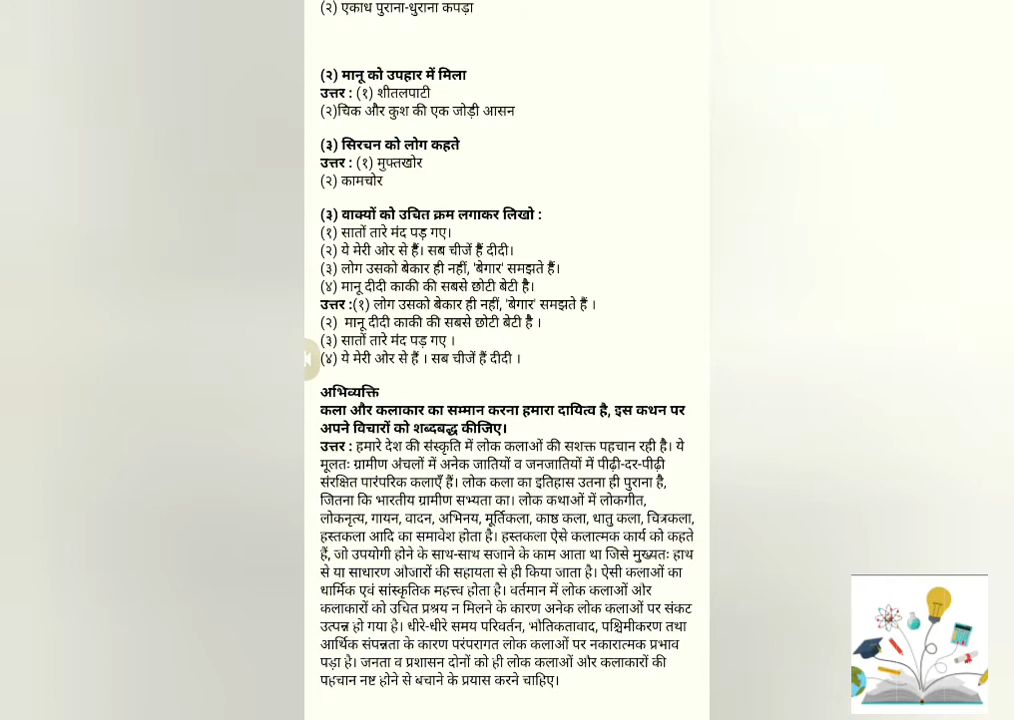 (२) एकाध पुराना-धुराना कपड़ा
(२) मानू को उपहार में मिला
उत्तर : (१) शीतलपाटी
(२)चिक और कुश की एक जोड़ी आसन
(३) सिरचन को लोग कहते
उत्तर : (१) मुफ्तखोर
(२) कामचोर
(३) वाक्यों को उचित क्रम लगाकर लिखो :
(१) सातों तारे मंद पड़ गए।
(२) ये मेरी ओर से हैं। सब चीजें हैं दीदी।
(३) लोग उसको बेकार ही नहीं, 'बेगार' समझते हैं।
(४) मानू दीदी काकी की सबसे छोटी बेटी है।
उत्तर :(१) लोग उसको बेकार ही नहीं, 'बेगार' समझते हैं ।
(२) मानू दीदी काकी की सबसे छोटी बेटी है ।
(३) सातों तारे मंद पड़ गए ।
(४) ये मेरी ओर से हैं । सब चीजें हैं दीदी ।
अभिव्यक्ति
कला और कलाकार का सम्मान करना हमारा दायित्व है, इस कथन पर
अपने विचारों को शब्दबद्ध कीजिए।
उत्तर : हमारे देश की संस्कृति में लोक कलाओं की सशक्त पहचान रही है। ये
मूलतः ग्रामीण अंचलों में अनेक जातियों व जनजातियों में पीढ़ी-दर-पीढ़ी
संरक्षित पारंपरिक कलाएँ हैं। लोक कला का इतिहास उतना ही पुराना है,
जितना कि भारतीय ग्रामीण सभ्यता का। लोक कथाओं में लोकगीत,
लोकनृत्य, गायन, वादन, अभिनय, मूर्तिकला, काष्ठ कला, धातु कला, चित्रकला,
हस्तकला आदि का समावेश होता है। हस्तकला ऐसे कलात्मक कार्य को कहते
हैं, जो उपयोगी होने के साथ-साथ सजाने के काम आता था जिसे मुख्यतः हाथ
से या साधारण औजारों की सहायता से ही किया जाता है। ऐसी कलाओं का
धार्मिक एवं सांस्कृतिक महत्त्व होता है। वर्तमान में लोक कलाओं और
कलाकारों को उचित प्रश्रय न मिलने के कारण अनेक लोक कलाओं पर संकट
उत्पन्न हो गया है। धीरे-धीरे समय परिवर्तन, भौतिकतावाद, पश्चिमीकरण तथा
आर्थिक संपन्नता के कारण परंपरागत लोक कलाओं पर नकारात्मक प्रभाव
पड़ा है। जनता व प्रशासन दोनों को ही लोक कलाओं और कलाकारों की
पहचान नष्ट होने से बचाने के प्रयास करने चाहिए।